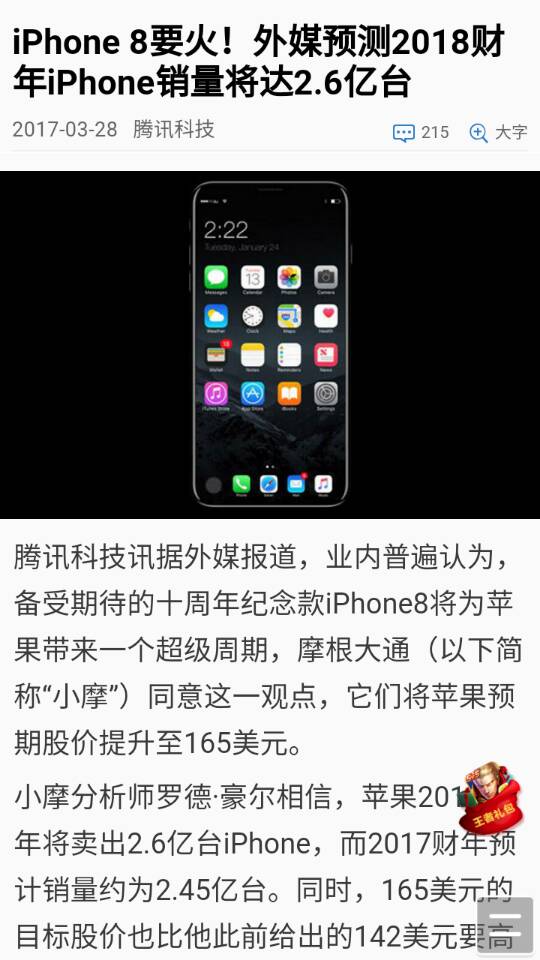 iPhone 8要火！外媒预测2018财
年iPhone销量将达2.6亿台
2017-03-28 腾讯科技
215 大字
2:22
Tuesday, January 24
13
Messages Calendar Photos Camera
Weather Clock Maps Health
Wallet Notes Reminders News
iTunes Store App Store iBooks Settings
Phone Safari Mail Music
腾讯科技讯据外媒报道，业内普遍认为，
备受期待的十周年纪念款iPhone8将为苹
果带来一个超级周期，摩根大通（以下简
称“小摩”）同意这一观点，它们将苹果预
期股价提升至165美元。
小摩分析师罗德·豪尔相信，苹果201
王者礼包
年将卖出2.6亿台iPhone，而2017财年预
计销量约为2.45亿台。同时，165美元的
目标股价也比他此前给出的142美元要高